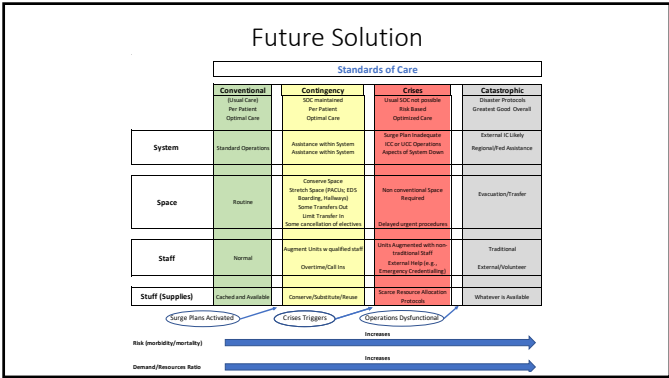 Future Solution
Standards of Care
Conventional
(Usual Care)
Per Patient
Optimal Care
Contingency
SOC maintained
Per Patient
Optimal Care
Crises
Usual SOC not possible
Risk Based
Optimized Care
Catastrophic
Disaster Protocols
Greatest Good Overall
System
Standard Operations
Assistance within System
Assistance within System
Surge Plan Inadequate
ICC or UCC Operations
Aspects of System Down
External IC Likely
Regional/Fed Assistance
Space
Routine
Conserve Space
Stretch Space (PACUs; EDS
Boarding, Hallways)
Some Transfers Out
Limit Transfer In
Some cancellation of electives
Non conventional Space
Required
Delayed urgent procedures
Evacuation/Trasfer
Staff
Normal
Augment Units w qualified staff
Overtime/Call Ins
Units Augmented with non-
traditional Staff
External Help (e.g.,
Emergency Credentialling)
Traditional
External/Volunteer
Stuff (Supplies)
Cached and Available
Conserve/Substitute/Reuse
Scarce Resource Allocation
Protocols
Whatever is Available
Surge Plans Activated
Crises Triggers
Operations Dysfunctional
Increases
Risk (morbidity/mortality)
Increases
Demand/Resources Ratio